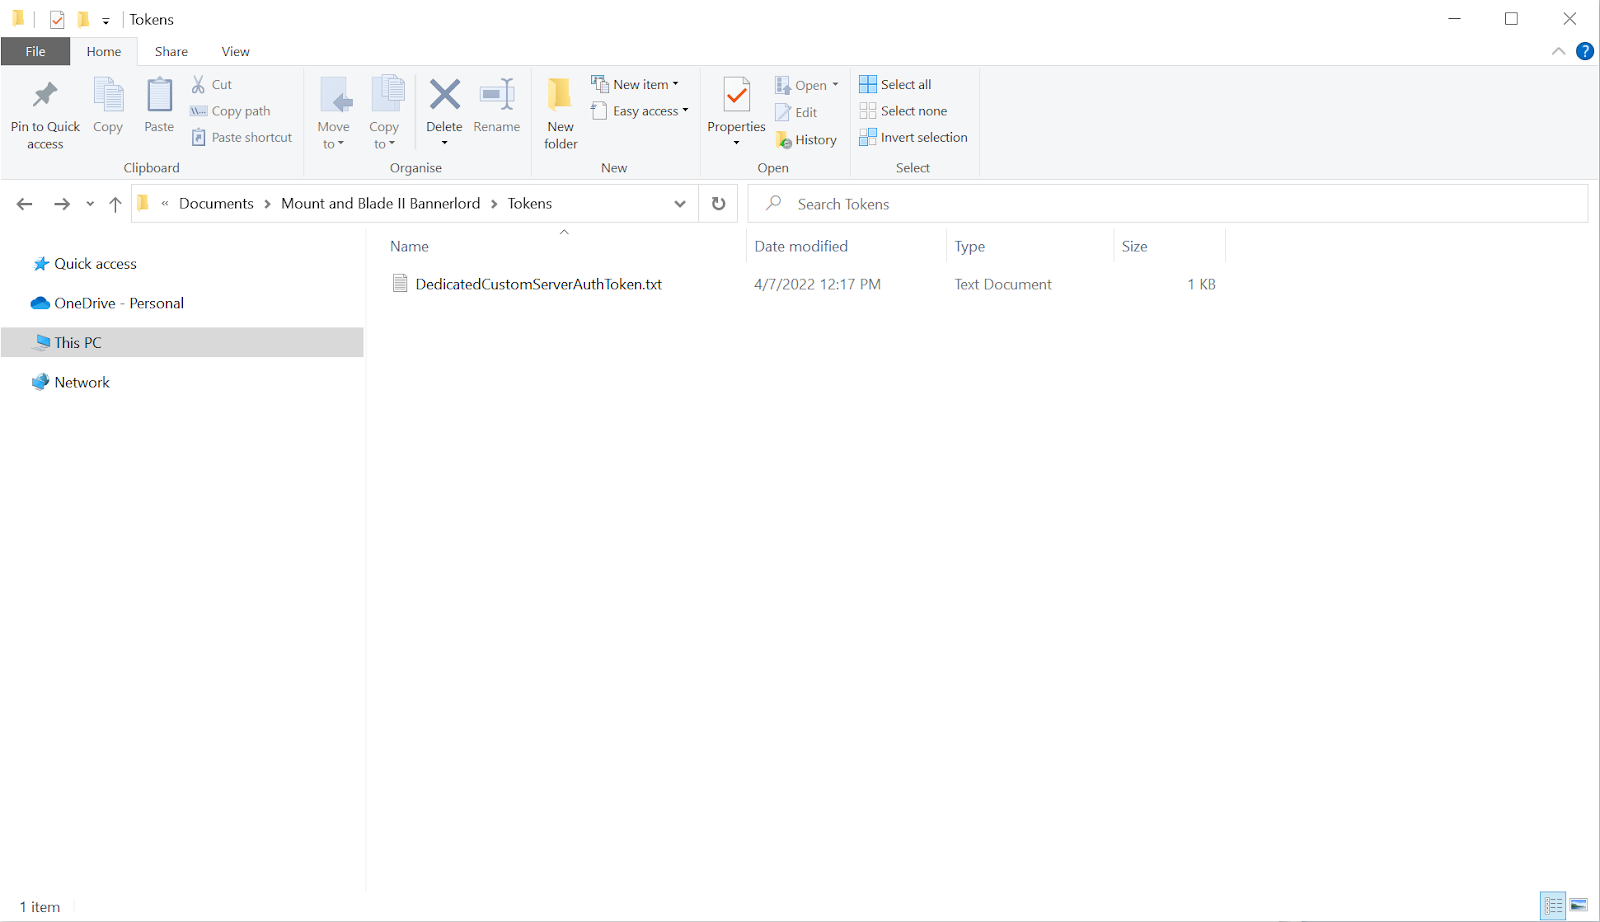 Tokens
File Home Share View
Pin to Quick access
Copy
Paste
Cut
Copy path
Paste shortcut
Clipboard
Move to
Copy to
Delete
Rename
Organise
New folder
New item
Easy access
New
Properties
Open
Edit
History
Open
Select all
Select none
Invert selection
Select
« Documents > Mount and Blade II Bannerlord > Tokens
Search Tokens
Quick access
OneDrive - Personal
This PC
Network
Name Date modified Type Size
DedicatedCustomServerAuthToken.txt 4/7/2022 12:17 PM Text Document 1 KB
1 item